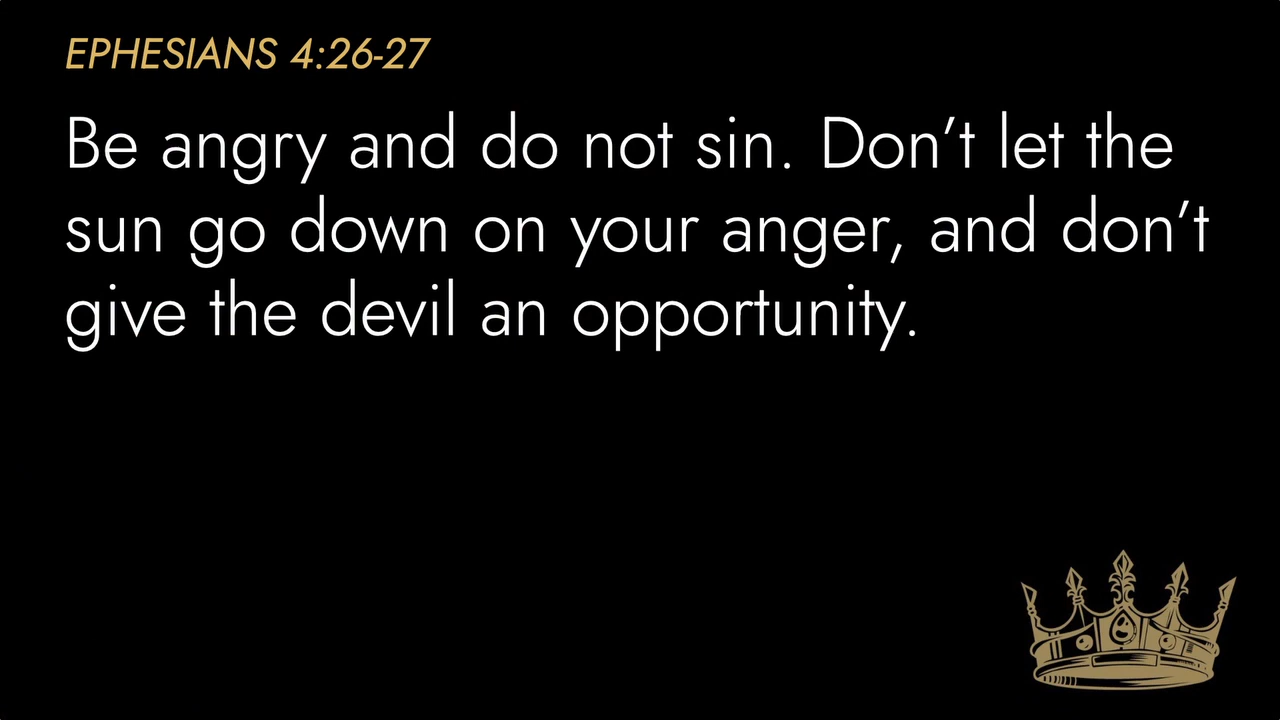 EPHESIANS 4:26-27
Be angry and do not sin. Don’t let the
sun go down on your anger, and don’t
give the devil an opportunity.